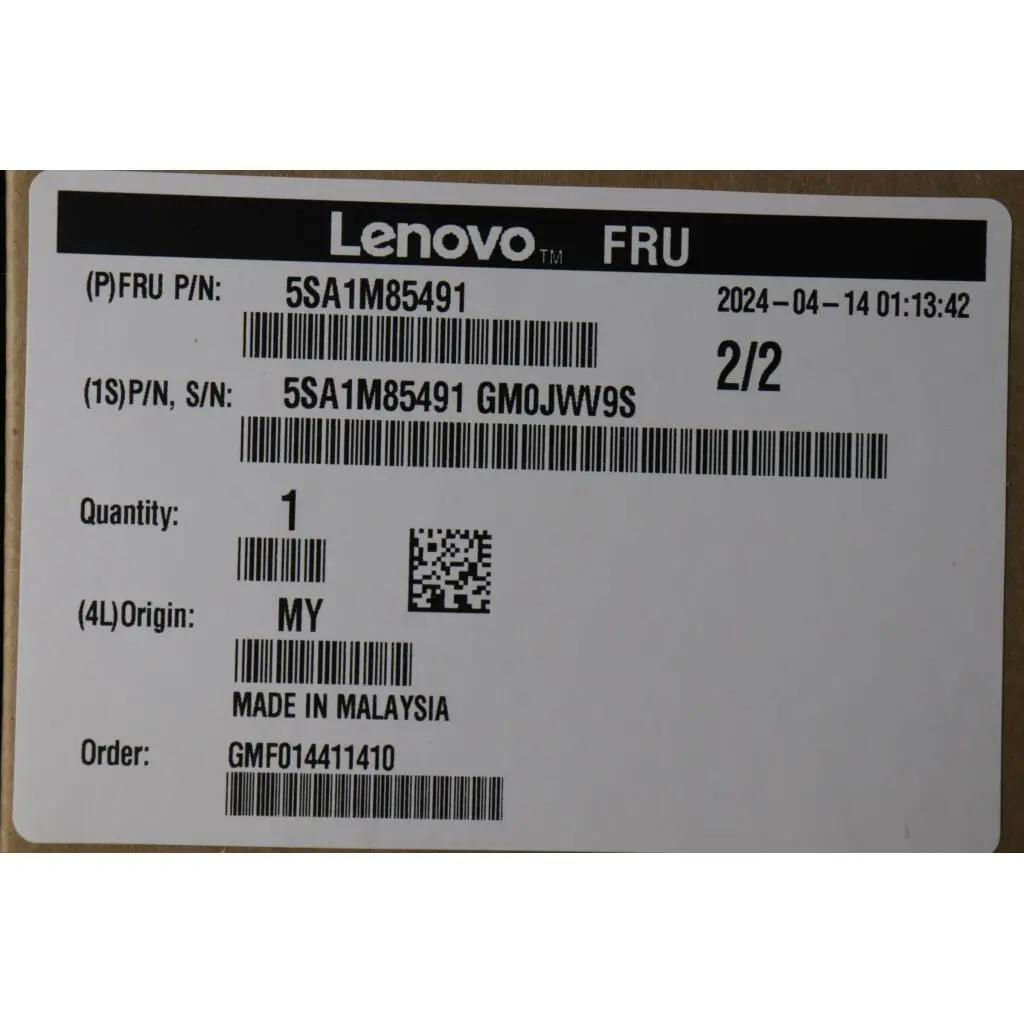 Lenovo™ FRU
(P)FRU P/N: 5SA1M85491 2024-04-14 01:13:42
2/2
(1S)P/N, S/N: 5SA1M85491 GM0JWV9S
Quantity: 1
(4L)Origin: MY
MADE IN MALAYSIA
Order: GMF014411410